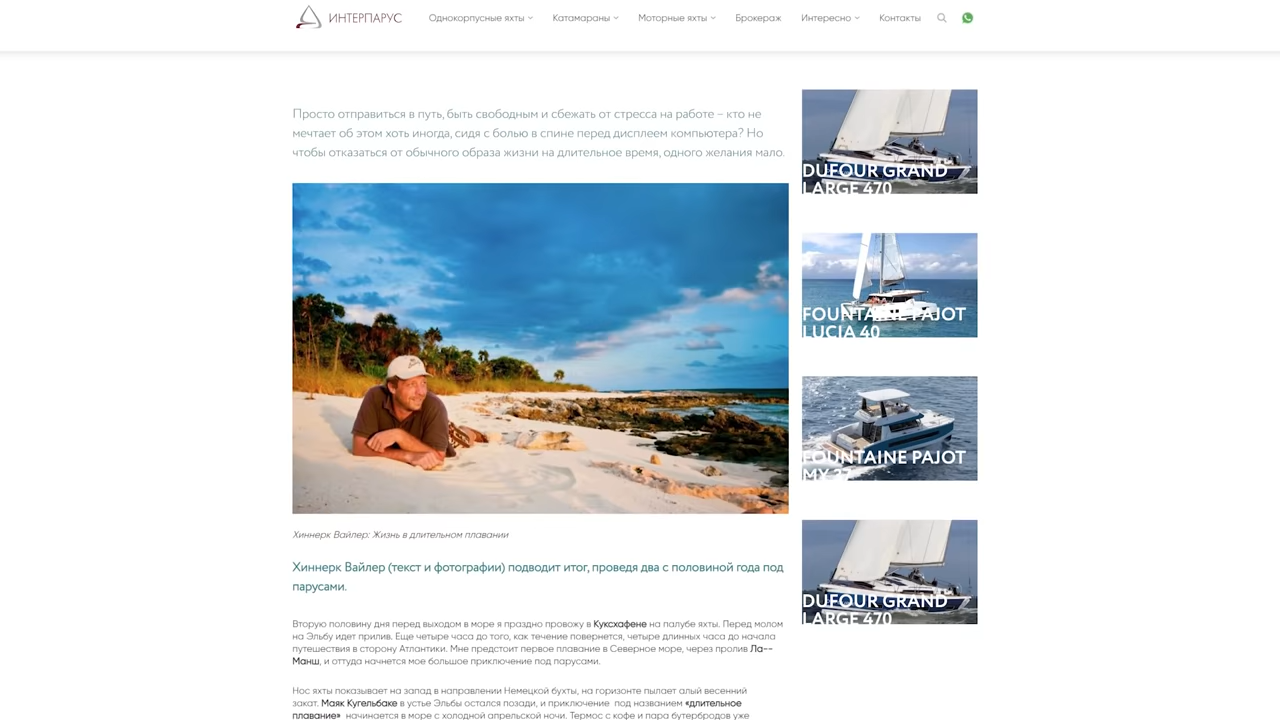 ИНТЕРПАРУС
Однокорпусные яхты
Катамараны
Моторные яхты
Брокераж
Интересно
Контакты
Просто отправиться в путь, быть свободным и сбежать от стресса на работе – кто не
мечтает об этом хоть иногда, сидя с болью в спине перед дисплеем компьютера? Но
чтобы отказаться от обычного образа жизни на длительное время, одного желания мало.
Хиннерк Вайлер: Жизнь в длительном плавании
Хиннерк Вайлер (текст и фотографии) подводит итог, проведя два с половиной года под
парусами.
Вторую половину дня перед выходом в море я праздно провожу в Куксхафене на палубе яхты. Перед молом
на Эльбу идет прилив. Еще четыре часа до того, как течение повернется, четыре длинных часа до начала
путешествия в сторону Атлантики. Мне предстоит первое плавание в Северное море, через пролив Ла--
Манш, и оттуда начнется мое большое приключение под парусами.
Нос яхты показывает на запад в направлении Немецкой бухты, на горизонте пылает алый весенний
закат. Маяк Кугельбаке в устье Эльбы остался позади, и приключение под названием «длительное
плавание» начинается в море с холодной апрельской ночи. Термос с кофе и пара бутербродов уже
DUFOUR GRAND
LARGE 470
FOUNTAINE PAJOT
LUCIA 40
FOUNTAINE PAJOT
MY 37
DUFOUR GRAND
LARGE 470